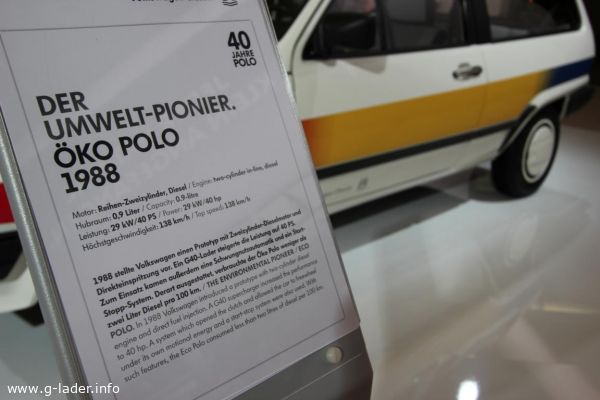 40
JAHRE
POLO
DER
UMWELT-PIONIER.
ÖKO POLO
1988
Motor: Reihen-Zweizylinder, Diesel / Engine: two-cylinder in-line, diesel
Hubraum: 0,9 Liter / Capacity: 0.9-litre
Leistung: 29 kW/40 PS / Power: 29 kW/40 hp
Höchstgeschwindigkeit: 138 km/h / Top speed: 138 km/h
1988 stellte Volkswagen einen Prototyp mit Zweizylinder-Dieselmotor und
Direkteinspritzung vor. Ein G40-Lader steigerte die Leistung auf 40 PS.
Zum Einsatz kamen außerdem eine Schwungnutzautomatik und ein Start-
Stopp-System. Derart ausgestattet, verbrauchte der Öko Polo weniger als
zwei Liter Diesel pro 100 km. / THE ENVIRONMENTAL PIONEER / ECO
POLO. In 1988 Volkswagen introduced a prototype with two-cylinder diesel
engine and direct fuel injection. A G40 supercharger increased the performance
to 40 hp. A system which opened the clutch and allowed the car to freewheel
under its own motional energy and a start-stop system were also used. With
such features, the Eco Polo consumed less than two litres of diesel per 100 km.
www.g-lader.info